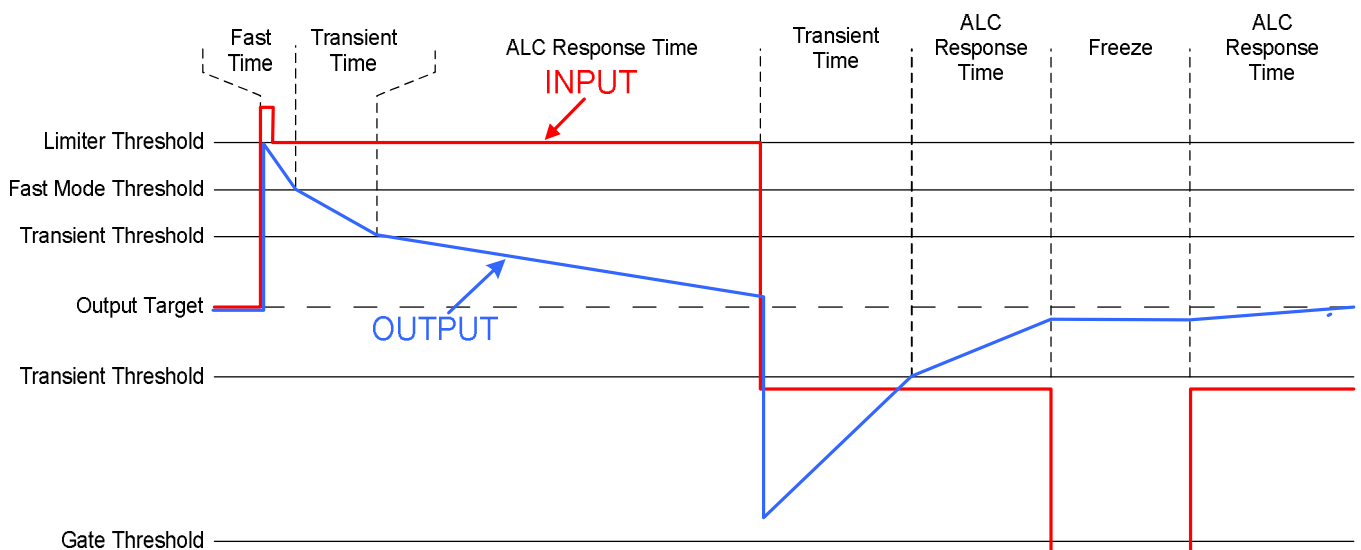 Fast
Time
Transient
Time
ALC Response Time
Transient
Time
ALC
Response
Time
Freeze
ALC
Response
Time
INPUT
Limiter Threshold
Fast Mode Threshold
Transient Threshold
Output Target
OUTPUT
Transient Threshold
Gate Threshold